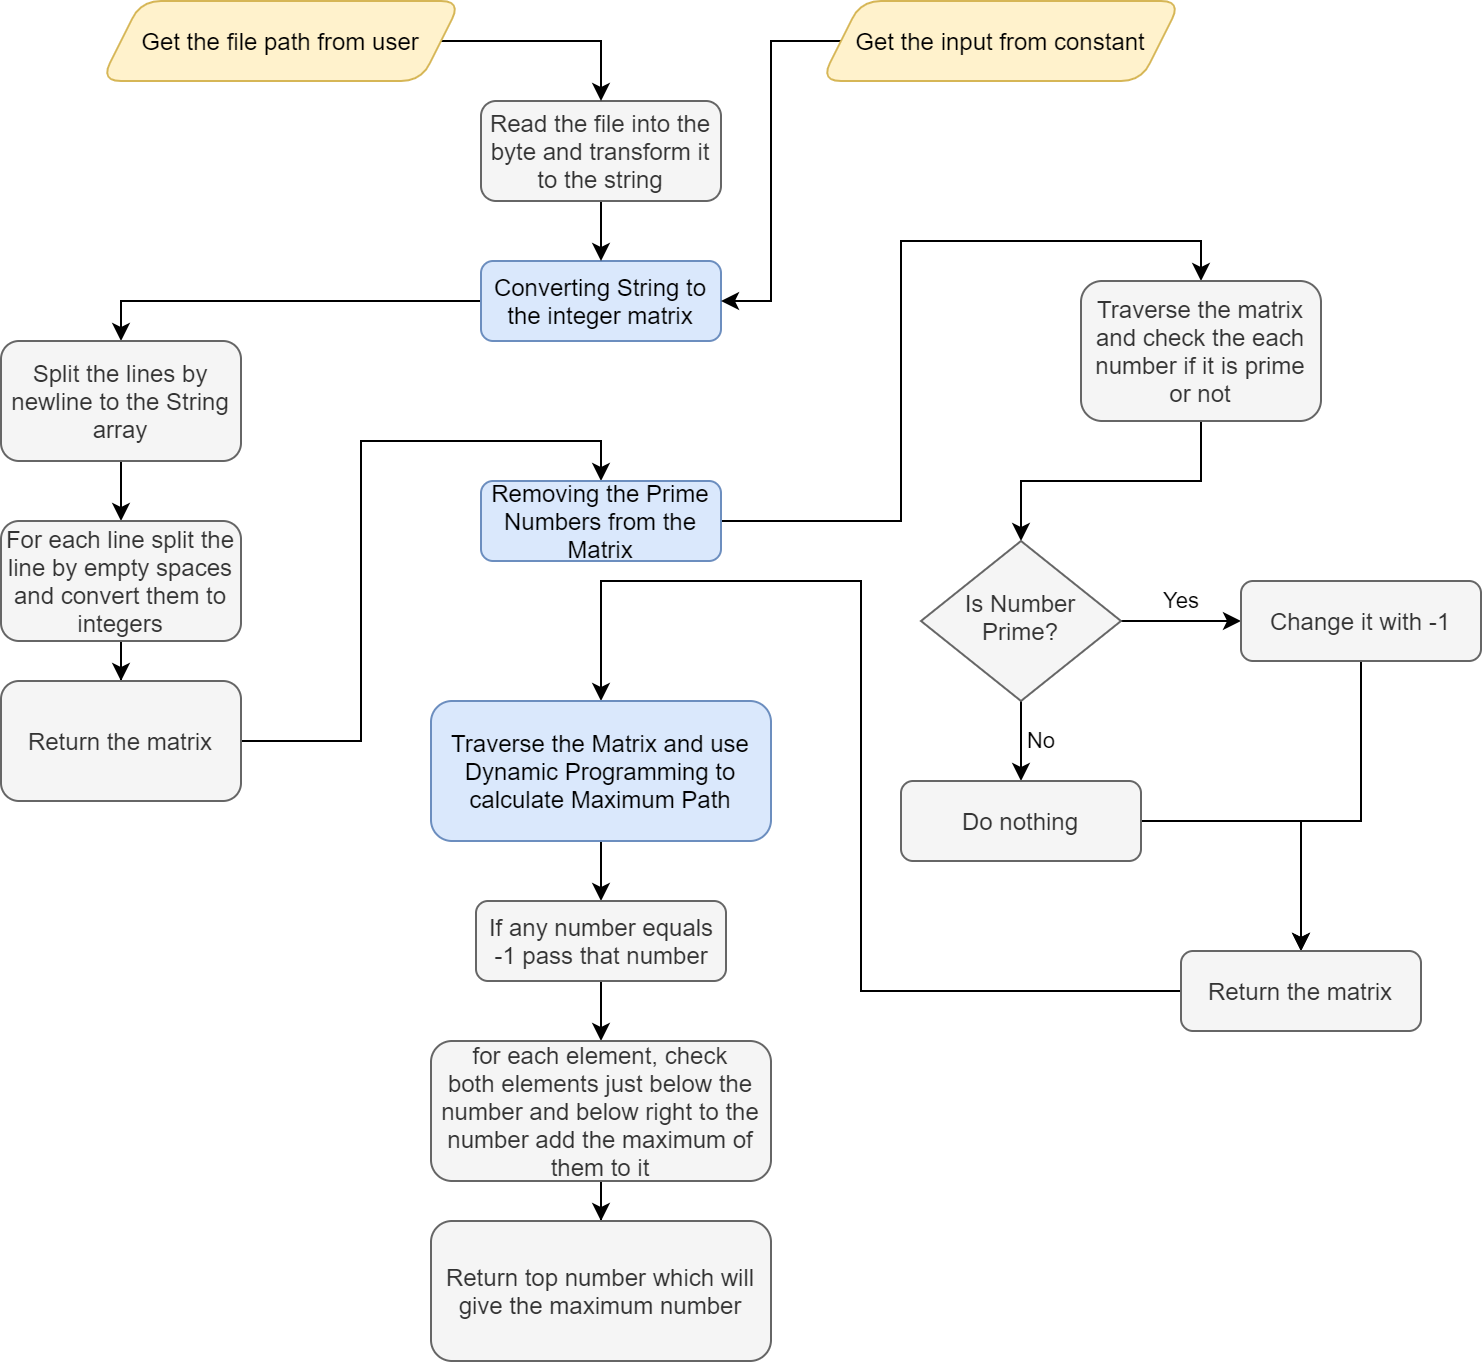 Get the file path from user
Get the input from constant
Read the file into the
byte and transform it
to the string
Converting String to
the integer matrix
Split the lines by
newline to the String
array
For each line split the
line by empty spaces
and convert them to
integers
Return the matrix
Removing the Prime
Numbers from the
Matrix
Traverse the matrix
and check the each
number if it is prime
or not
Is Number
Prime?
Yes
Change it with -1
No
Do nothing
Return the matrix
Traverse the Matrix and use
Dynamic Programming to
calculate Maximum Path
If any number equals
-1 pass that number
for each element, check
both elements just below the
number and below right to the
number add the maximum of
them to it
Return top number which will
give the maximum number